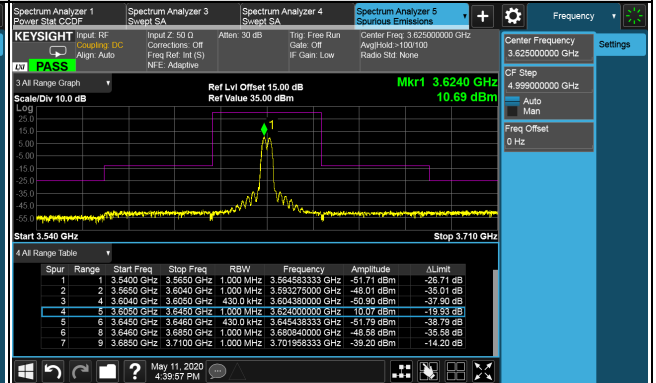 Spectrum Analyzer 1
Power Stat CCDF
Spectrum Analyzer 3
Swept SA
Spectrum Analyzer 4
Swept SA
Spectrum Analyzer 5
Spurious Emissions
Frequency
KEYSIGHT
LXI PASS
Input: RF
Coupling: DC
Align: Auto
Input Z: 50 Ω
Corrections: Off
Freq Ref: Int (S)
NFE: Adaptive
Atten: 30 dB
Trig: Free Run
Gate: Off
IF Gain: Low
Center Freq: 3.625000000 GHz
Avg|Hold:>100/100
Radio Std: None
Center Frequency
3.625000000 GHz
Settings
CF Step
4.999000000 GHz
Auto
Man
Freq Offset
0 Hz
3 All Range Graph
Scale/Div 10.0 dB
Ref Lvl Offset 15.00 dB
Ref Value 35.00 dBm
Mkr1 3.6240 GHz
10.69 dBm
Log
25.0
15.0
5.00
-5.00
-15.0
-25.0
-35.0
-45.0
-55.0
1
Start 3.540 GHz
Stop 3.710 GHz
4 All Range Table
Spur Range Start Freq Stop Freq RBW Frequency Amplitude ΔLimit
1 1 3.5400 GHz 3.5650 GHz 1.000 MHz 3.564583333 GHz -51.71 dBm -26.71 dB
2 2 3.5650 GHz 3.6040 GHz 1.000 MHz 3.593275000 GHz -48.01 dBm -35.01 dB
3 4 3.6040 GHz 3.6050 GHz 430.0 kHz 3.604380000 GHz -50.90 dBm -37.90 dB
4 5 3.6050 GHz 3.6450 GHz 1.000 MHz 3.624000000 GHz 10.07 dBm -19.93 dB
5 6 3.6450 GHz 3.6460 GHz 430.0 kHz 3.645438333 GHz -51.79 dBm -38.79 dB
6 8 3.6460 GHz 3.6850 GHz 1.000 MHz 3.680840000 GHz -48.58 dBm -35.58 dB
7 9 3.6850 GHz 3.7100 GHz 1.000 MHz 3.701958333 GHz -39.20 dBm -14.20 dB
May 11, 2020
4:39:57 PM